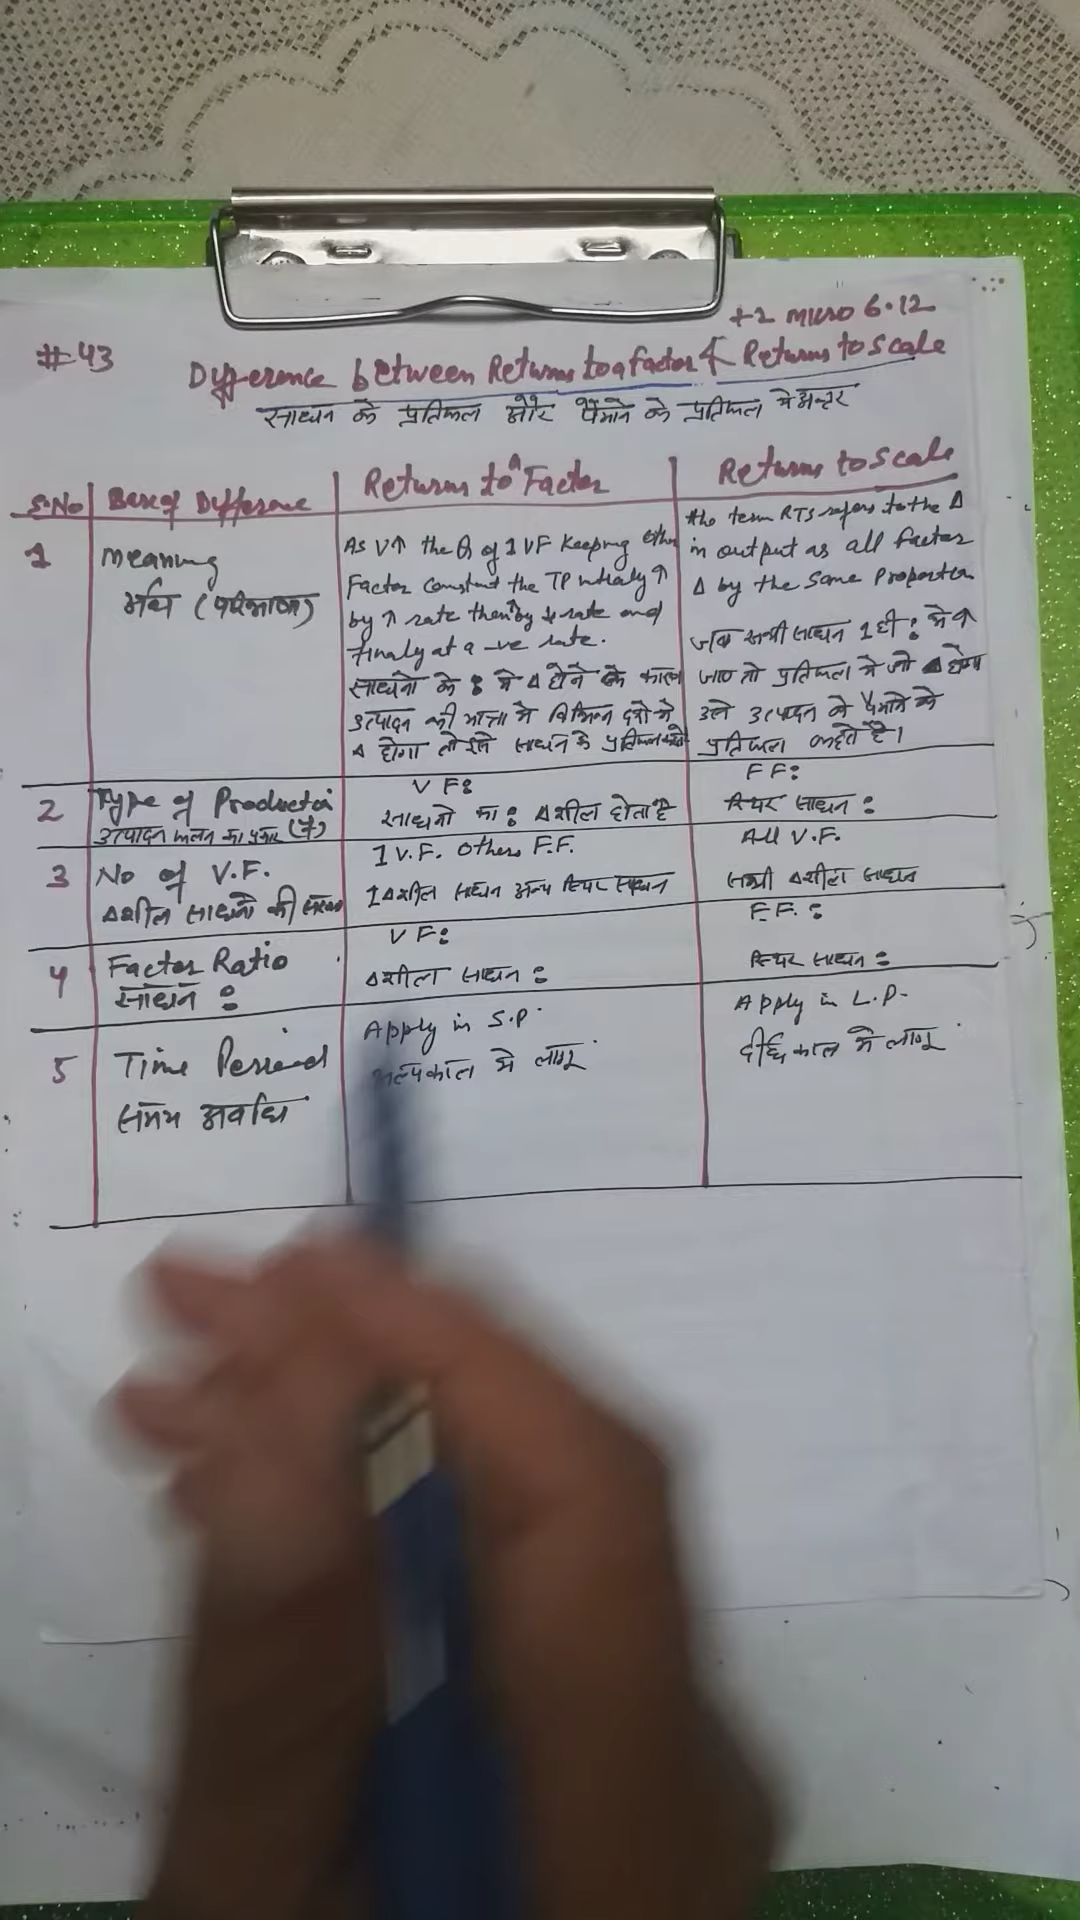 +2 micro 6.12
#43
Difference between Returns to a Factor & Returns to Scale
साधन के प्रतिफल और पैमाने के प्रतिफल में अन्तर
S.No Base of Difference Returns to A Factor Returns to Scale
1 Meaning
अर्थ (परिभाषा)
As V↑ the Q of 1 VF Keeping other
Factor Constant the TP initialy ↑
by ↑ rate then ↑ by ↓ rate and
Finaly at a -ve rate.
साधनो के : में Δ होने के कारण
उत्पादन की मात्रा में विभिन्न दरो से
Δ होगा तो इसे साधन के प्रतिफल कहते
the term RTS refers to the Δ
in output as all factor
Δ by the Same Proportion
जब सभी साधन 1 ही : में ↑
जाए तो प्रतिफल में जो Δ होगा
उसे उत्पादन के पैमाने के
प्रतिफल कहते है।
2 Type of Production
उत्पादन फलन का प्रकार
V F:
साधनो का : Δशील होता है
FF:
स्थिर साधन :
3 No of V.F.
Δशील साधनो की संख्या
1 V.F. Others F.F.
1 Δशील साधन अन्य स्थिर साधन
All V.F.
सभी Δशील साधन
4 Factor Ratio
साधन :
V F:
Δशील साधन :
F.F. :
स्थिर साधन :
5 Time Period
समय अवधि
Apply in S.P.
अल्पकाल में लागू
Apply in L.P.
दीर्घकाल में लागू